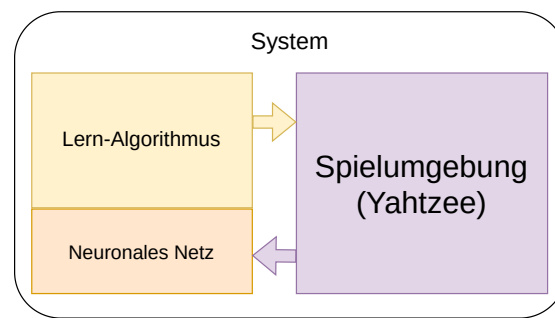 System
Lern-Algorithmus
Neuronales Netz
Spielumgebung
(Yahtzee)